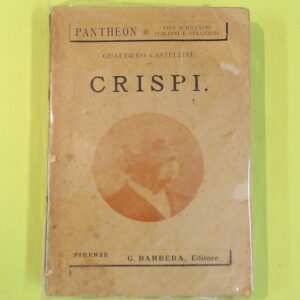 PANTHEON
VITE D'ILLUSTRI
ITALIANI E STRANIERI
GUALTIERO CASTELLINI
CRISPI.
FIRENZE
G. BARBÈRA, Editore